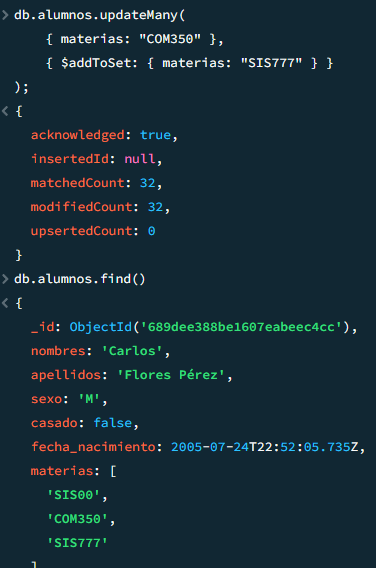 > db.alumnos.updateMany(
{ materias: "COM350" },
{ $addToSet: { materias: "SIS777" } }
);
< {
acknowledged: true,
insertedId: null,
matchedCount: 32,
modifiedCount: 32,
upsertedCount: 0
}
> db.alumnos.find()
< {
_id: ObjectId('689dee388be1607eabeec4cc'),
nombres: 'Carlos',
apellidos: 'Flores Pérez',
sexo: 'M',
casado: false,
fecha_nacimiento: 2005-07-24T22:52:05.735Z,
materias: [
'SIS00',
'COM350',
'SIS777'
]